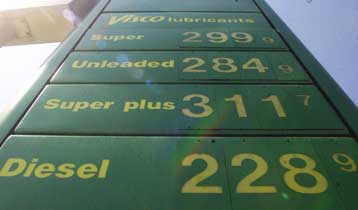 VISCO lubricants
Super 299 9
Unleaded 284 9
Super plus 311 7
Diesel 228 9